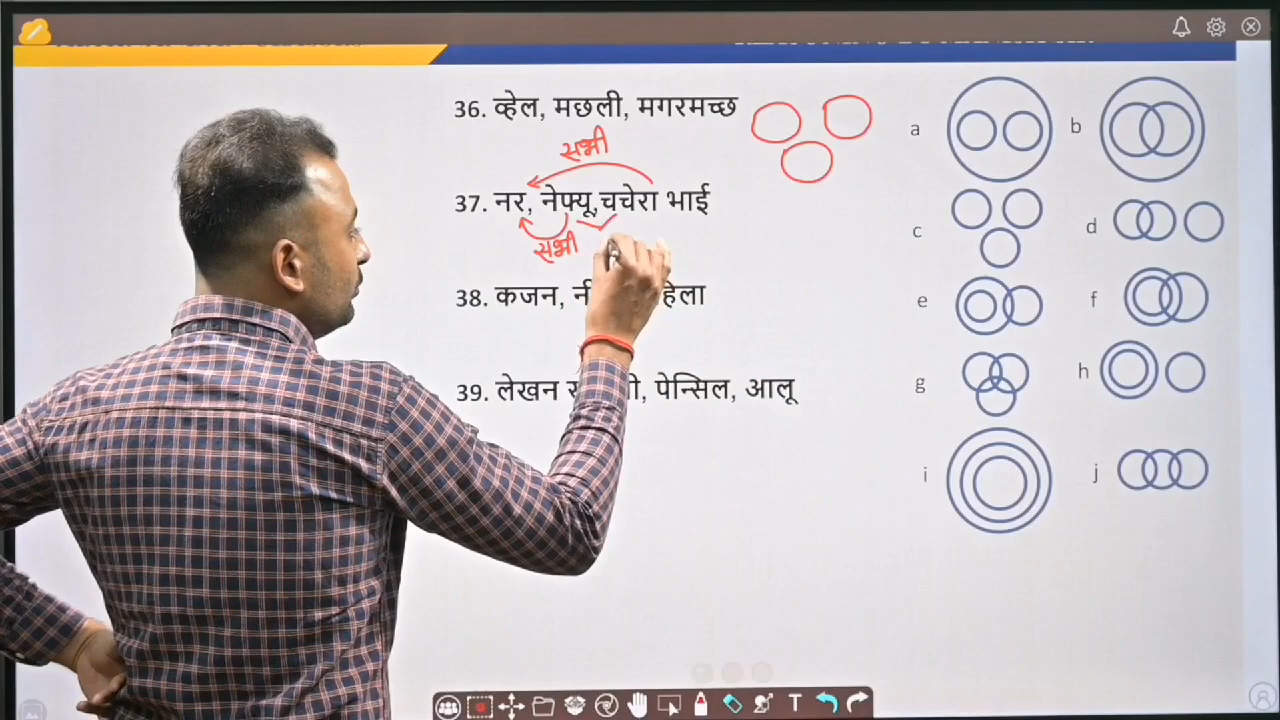 36. व्हेल, मछली, मगरमच्छ
सभी
37. नर, नेफ्यू,चचेरा भाई
सभी
38. कजन,
39. लेखन पेन्सिल, आलू
a
b
c
d
e
f
g
h
i
j
T